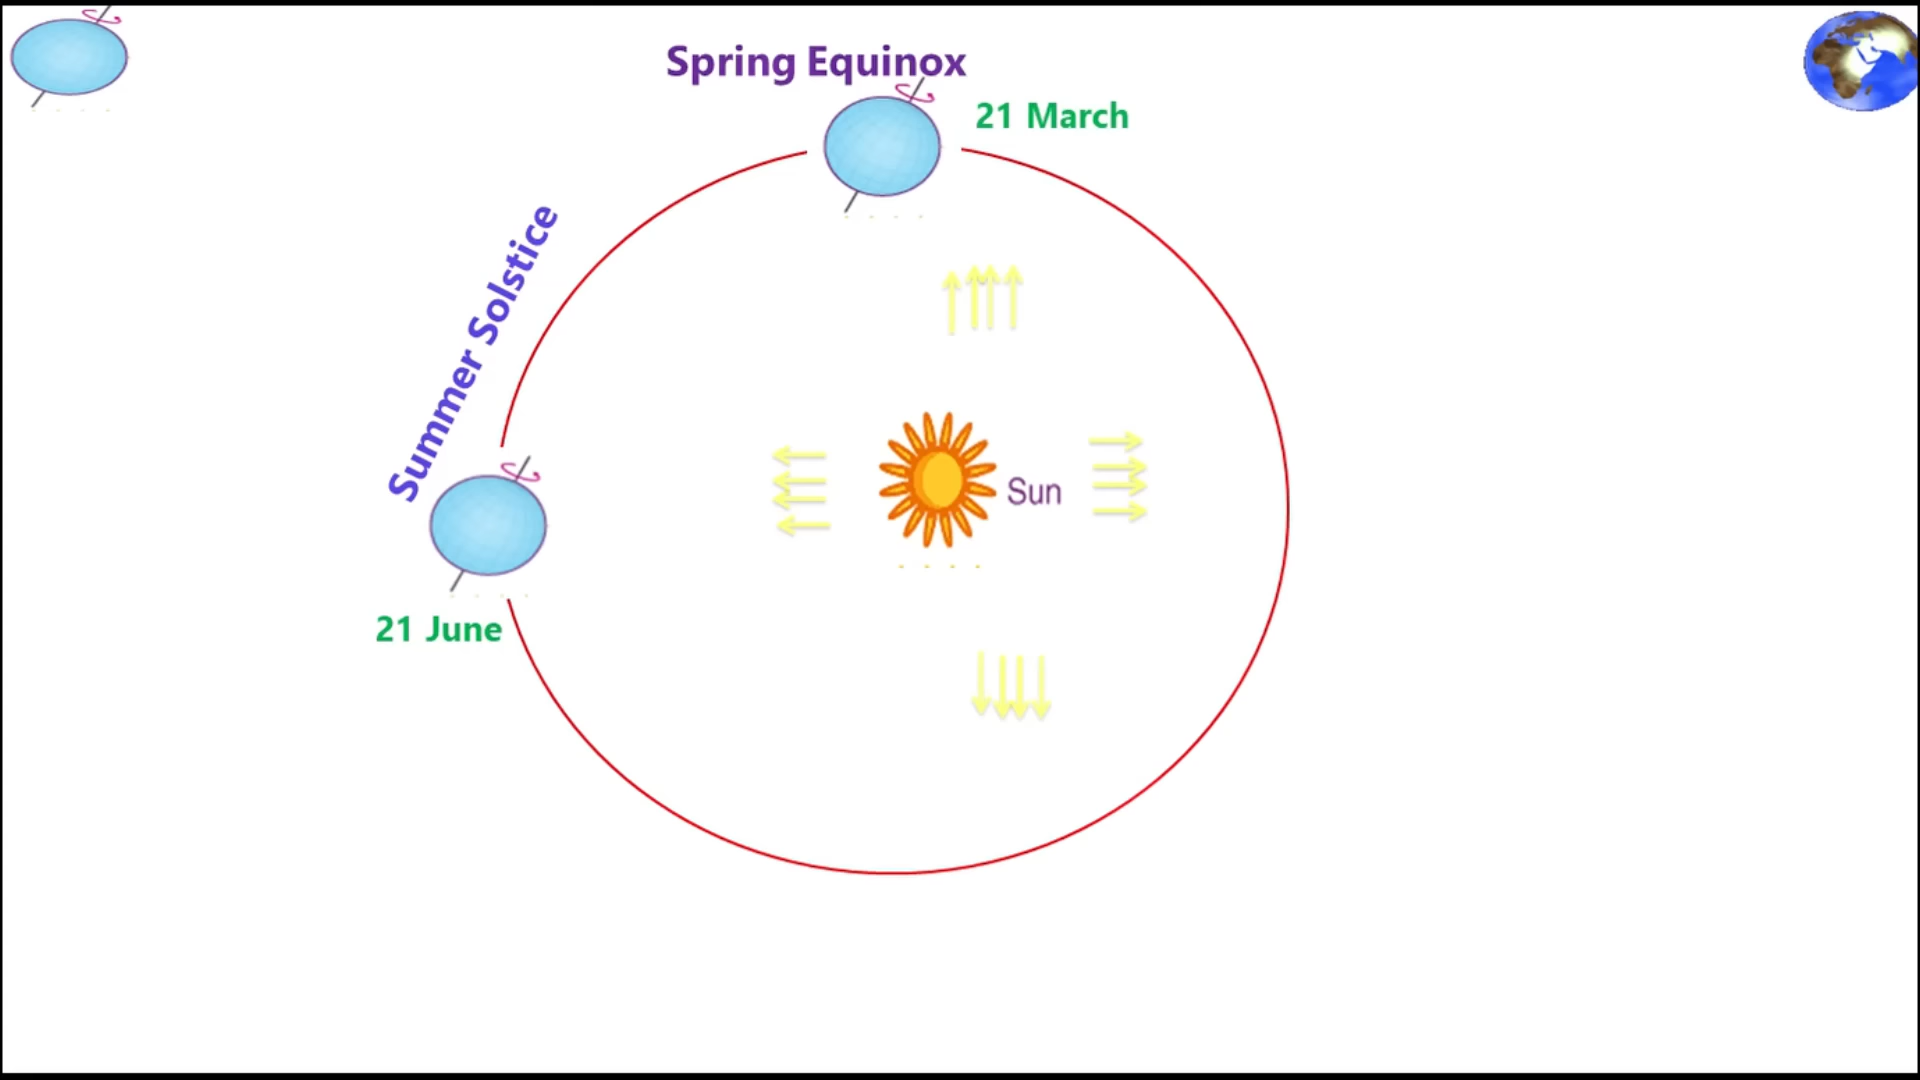 Spring Equinox
21 March
Summer Solstice
Sun
21 June